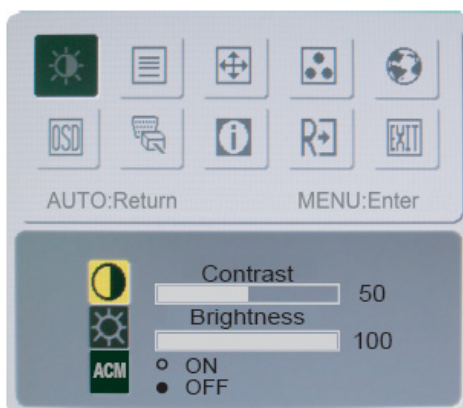 OSD
i
R
EXIT
AUTO:Return
MENU:Enter
Contrast
50
Brightness
100
ACM
ON
OFF